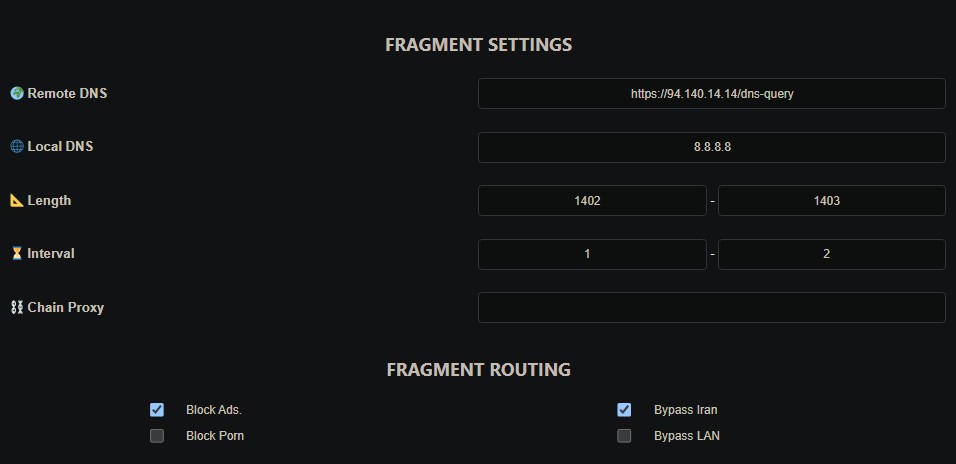 FRAGMENT SETTINGS
Remote DNS https://94.140.14.14/dns-query
Local DNS 8.8.8.8
Length 1402 - 1403
Interval 1 - 2
Chain Proxy
FRAGMENT ROUTING
Block Ads. Bypass Iran
Block Porn Bypass LAN